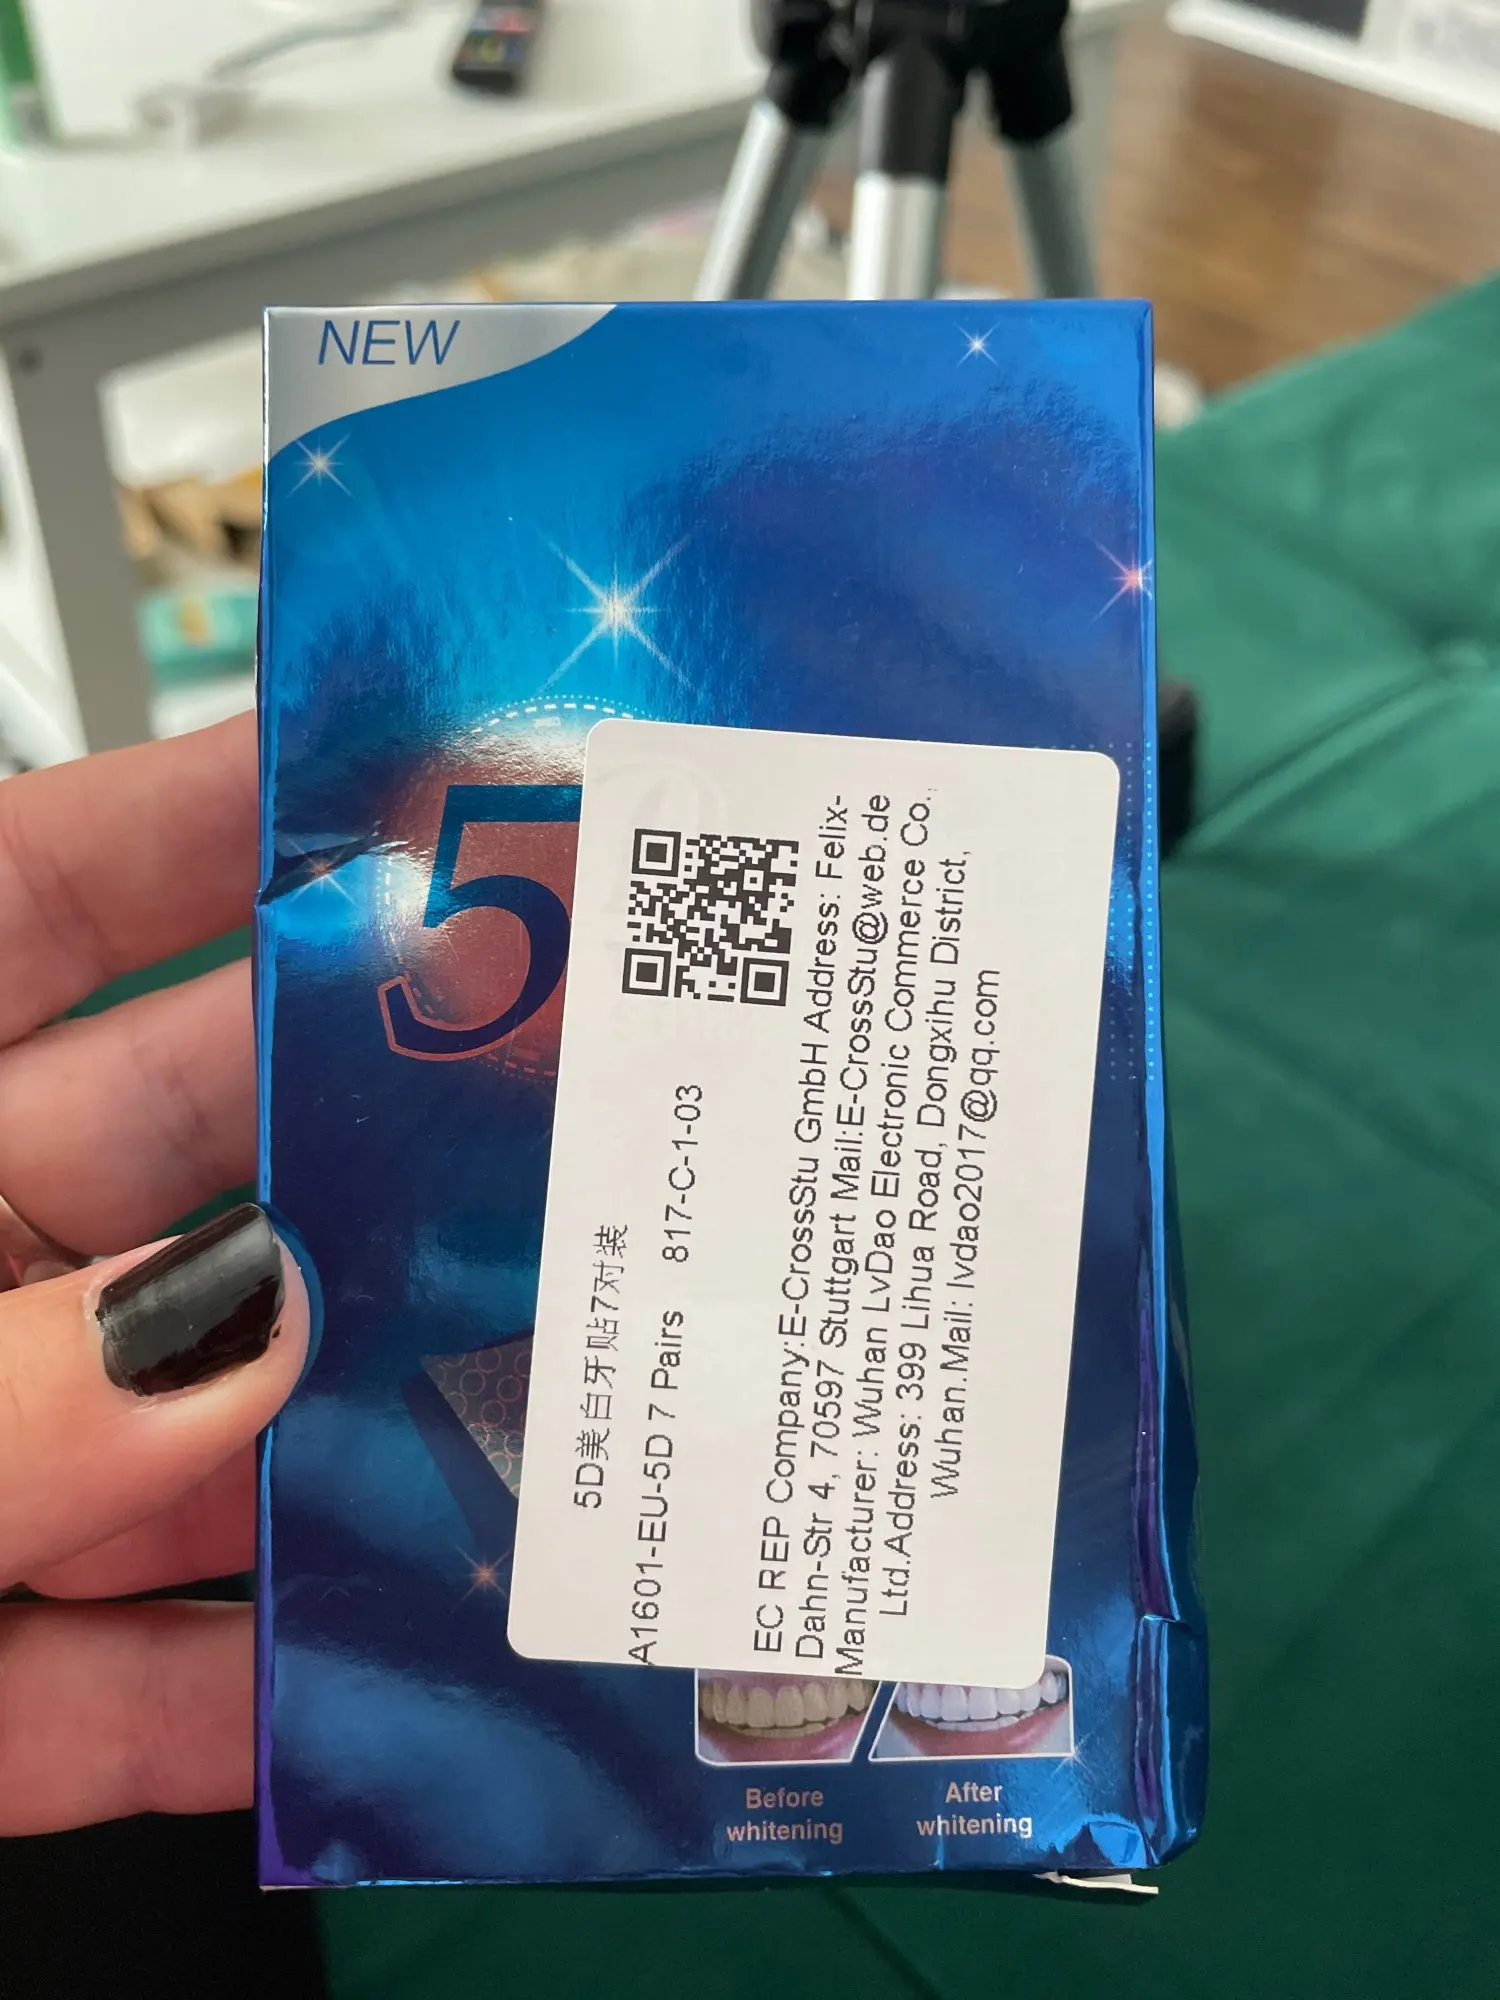 NEW
5
5D美白牙贴7对装
A1601-EU-5D 7 Pairs 817-C-1-03
EC REP Company:E-CrossStu GmbH Address: Felix-
Dahn-Str 4, 70597 Stuttgart Mail:E-CrossStu@web.de
Manufacturer: Wuhan LvDao Electronic Commerce Co.,
Ltd.Address: 399 Lihua Road, Dongxihu District,
Wuhan.Mail: lvdao2017@qq.com
Before
whitening
After
whitening